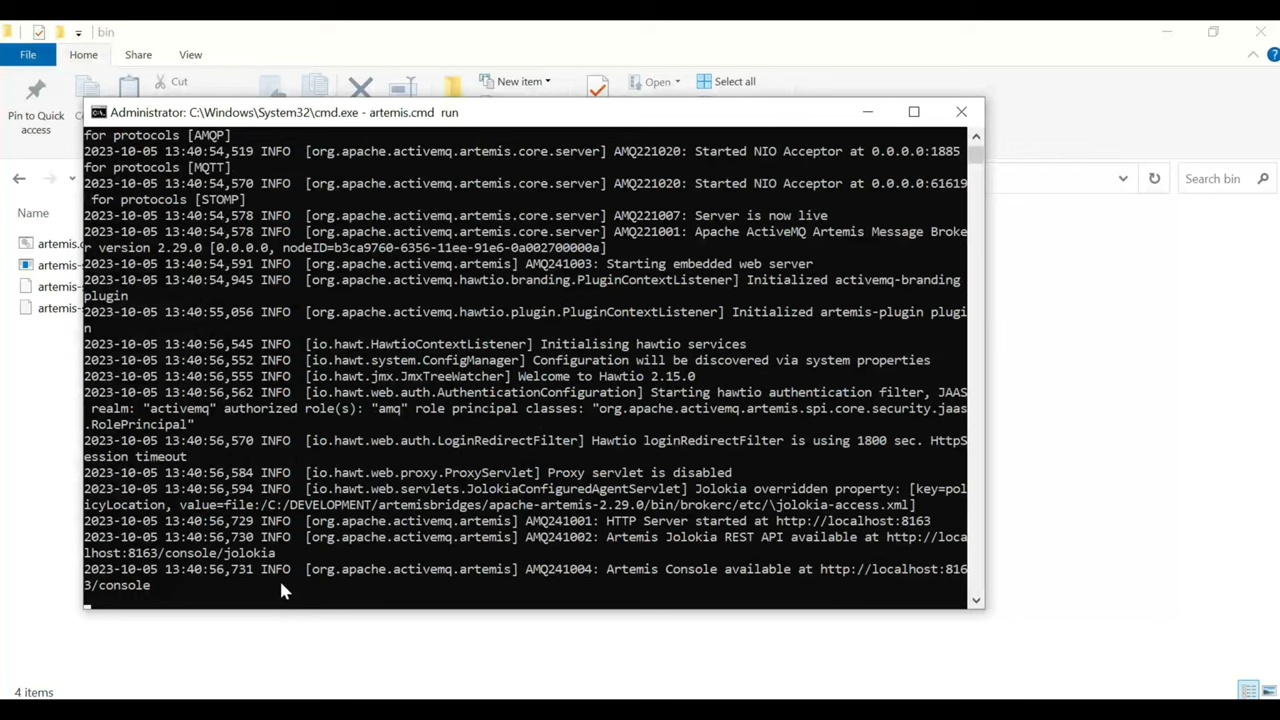 bin
File
Home
Share
View
Pin to Quick
access
Cut
New item
Open
Select all
Administrator: C:\Windows\System32\cmd.exe - artemis.cmd  run
Search bin
Name
artemis.
artemis-
artemis-
artemis-
for protocols [AMQP]
2023-10-05 13:40:54,519 INFO  [org.apache.activemq.artemis.core.server] AMQ221020: Started NIO Acceptor at 0.0.0.0:1885
for protocols [MQTT]
2023-10-05 13:40:54,570 INFO  [org.apache.activemq.artemis.core.server] AMQ221020: Started NIO Acceptor at 0.0.0.0:61619
for protocols [STOMP]
2023-10-05 13:40:54,578 INFO  [org.apache.activemq.artemis.core.server] AMQ221007: Server is now live
2023-10-05 13:40:54,578 INFO  [org.apache.activemq.artemis.core.server] AMQ221001: Apache ActiveMQ Artemis Message Broke
r version 2.29.0 [0.0.0.0, nodeID=b3ca9760-6356-11ee-91e6-0a002700000a]
2023-10-05 13:40:54,591 INFO  [org.apache.activemq.artemis] AMQ241003: Starting embedded web server
2023-10-05 13:40:54,945 INFO  [org.apache.activemq.hawtio.branding.PluginContextListener] Initialized activemq-branding
plugin
2023-10-05 13:40:55,056 INFO  [org.apache.activemq.hawtio.plugin.PluginContextListener] Initialized artemis-plugin plugi
n
2023-10-05 13:40:56,545 INFO  [io.hawt.HawtioContextListener] Initialising hawtio services
2023-10-05 13:40:56,552 INFO  [io.hawt.system.ConfigManager] Configuration will be discovered via system properties
2023-10-05 13:40:56,555 INFO  [io.hawt.jmx.JmxTreeWatcher] Welcome to Hawtio 2.15.0
2023-10-05 13:40:56,562 INFO  [io.hawt.web.auth.AuthenticationConfiguration] Starting hawtio authentication filter, JAAS
realm: "activemq" authorized role(s): "amq" role principal classes: "org.apache.activemq.artemis.spi.core.security.jaas
.RolePrincipal"
2023-10-05 13:40:56,570 INFO  [io.hawt.web.auth.LoginRedirectFilter] Hawtio loginRedirectFilter is using 1800 sec. HttpS
ession timeout
2023-10-05 13:40:56,584 INFO  [io.hawt.web.proxy.ProxyServlet] Proxy servlet is disabled
2023-10-05 13:40:56,594 INFO  [io.hawt.web.servlets.JolokiaConfiguredAgentServlet] Jolokia overridden property: [key=pol
icyLocation, value=file:/C:/DEVELOPMENT/artemisbridges/apache-artemis-2.29.0/bin/brokerc/etc/\jolokia-access.xml]
2023-10-05 13:40:56,729 INFO  [org.apache.activemq.artemis] AMQ241001: HTTP Server started at http://localhost:8163
2023-10-05 13:40:56,730 INFO  [org.apache.activemq.artemis] AMQ241002: Artemis Jolokia REST API available at http://loca
lhost:8163/console/jolokia
2023-10-05 13:40:56,731 INFO  [org.apache.activemq.artemis] AMQ241004: Artemis Console available at http://localhost:816
3/console
4 items